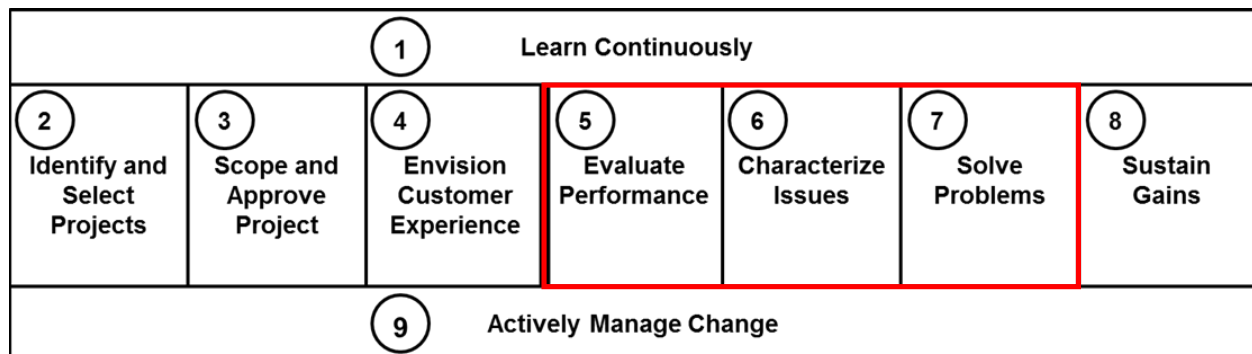 1 Learn Continuously
2
Identify and
Select
Projects
3
Scope and
Approve
Project
4
Envision
Customer
Experience
5
Evaluate
Performance
6
Characterize
Issues
7
Solve
Problems
8
Sustain
Gains
9 Actively Manage Change